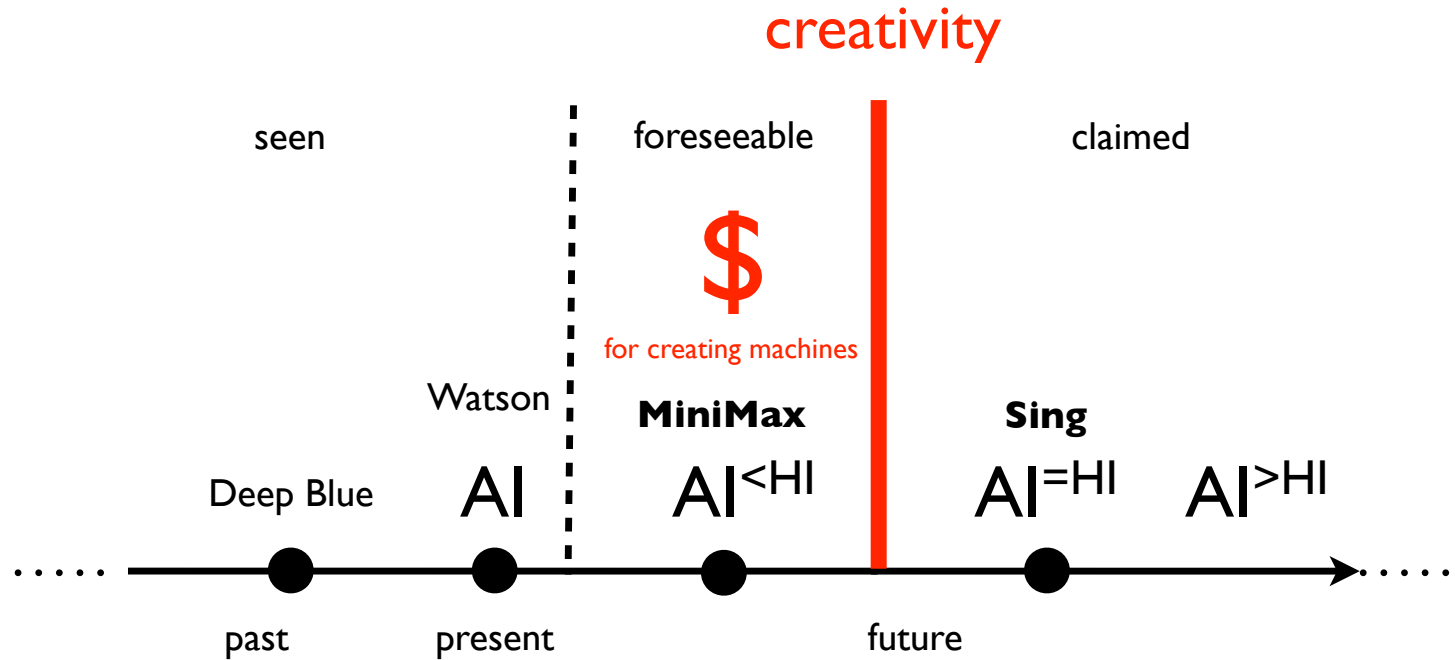 creativity
seen
foreseeable
claimed
$
for creating machines
Watson
MiniMax
Sing
Deep Blue
AI
AI<HI
AI=HI
AI>HI
past
present
future